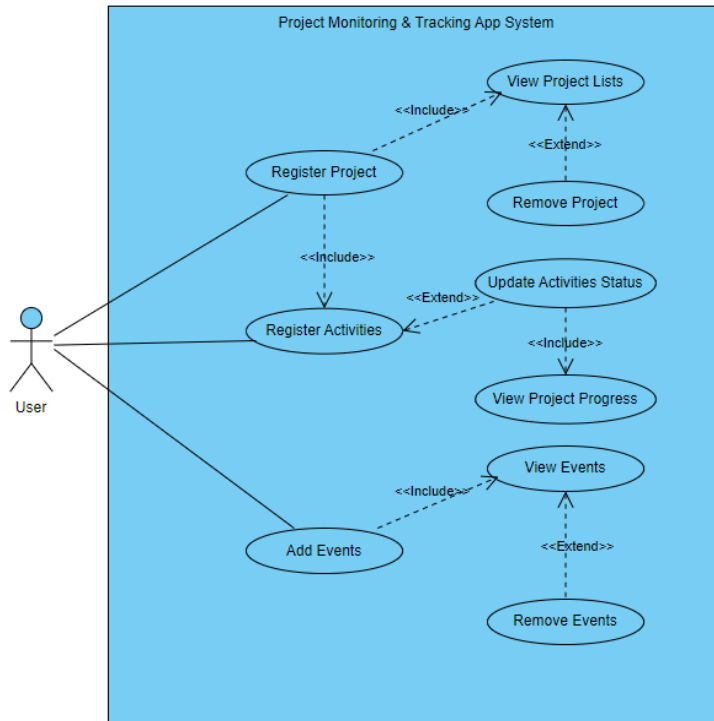 Project Monitoring & Tracking App System
View Project Lists
<<Include>>
<<Extend>>
Register Project
Remove Project
<<Include>>
Update Activities Status
<<Extend>>
Register Activities
<<Include>>
User
View Project Progress
View Events
<<Include>>
Add Events
<<Extend>>
Remove Events